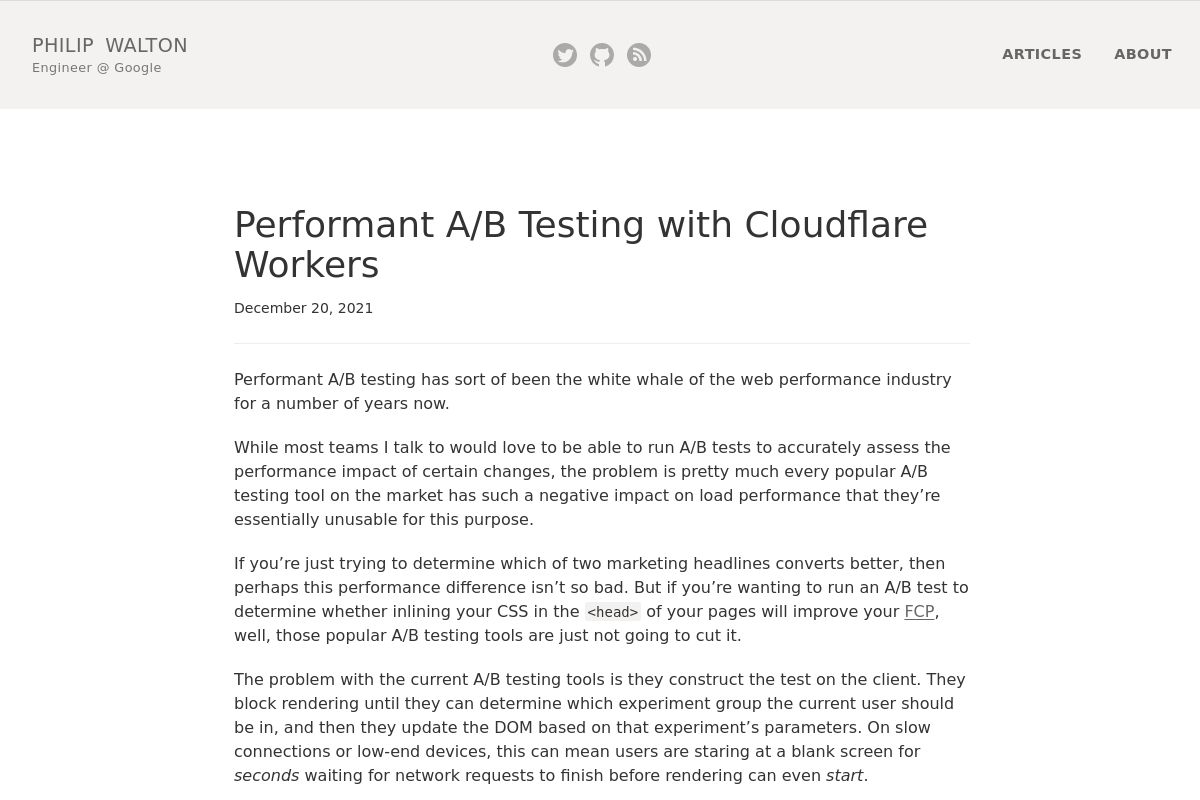 PHILIP WALTON
Engineer @ Google
ARTICLES
ABOUT
Performant A/B Testing with Cloudflare
Workers
December 20, 2021
Performant A/B testing has sort of been the white whale of the web performance industry
for a number of years now.
While most teams I talk to would love to be able to run A/B tests to accurately assess the
performance impact of certain changes, the problem is pretty much every popular A/B
testing tool on the market has such a negative impact on load performance that they’re
essentially unusable for this purpose.
If you’re just trying to determine which of two marketing headlines converts better, then
perhaps this performance difference isn’t so bad. But if you’re wanting to run an A/B test to
determine whether inlining your CSS in the <head> of your pages will improve your FCP,
well, those popular A/B testing tools are just not going to cut it.
The problem with the current A/B testing tools is they construct the test on the client. They
block rendering until they can determine which experiment group the current user should
be in, and then they update the DOM based on that experiment’s parameters. On slow
connections or low-end devices, this can mean users are staring at a blank screen for
seconds waiting for network requests to finish before rendering can even start.